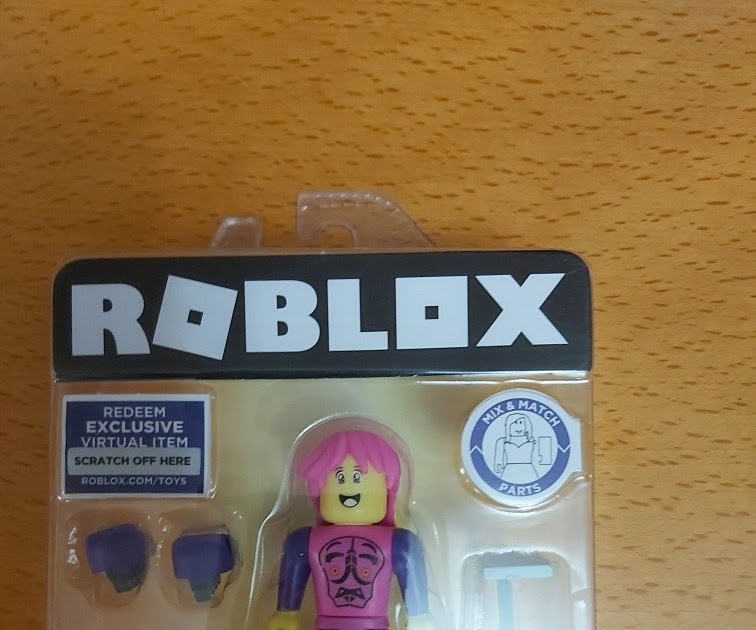 ROBLOX
REDEEM
EXCLUSIVE
VIRTUAL ITEM
SCRATCH OFF HERE
ROBLOX.COM/TOYS
MIX & MATCH
PARTS